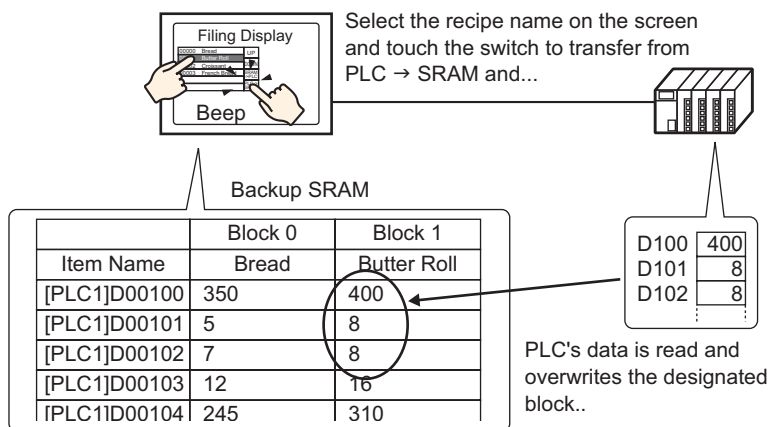 Filing Display
00000 Bread
Butter Roll
Croissant
French
UP
SRAM
Beep
Select the recipe name on the screen
and touch the switch to transfer from
PLC → SRAM and...
Backup SRAM
Block 0 Block 1
Item Name Bread Butter Roll
[PLC1]D00100 350 400
[PLC1]D00101 5 8
[PLC1]D00102 7 8
[PLC1]D00103 12 16
[PLC1]D00104 245 310
D100 400
D101 8
D102 8
PLC's data is read and
overwrites the designated
block..